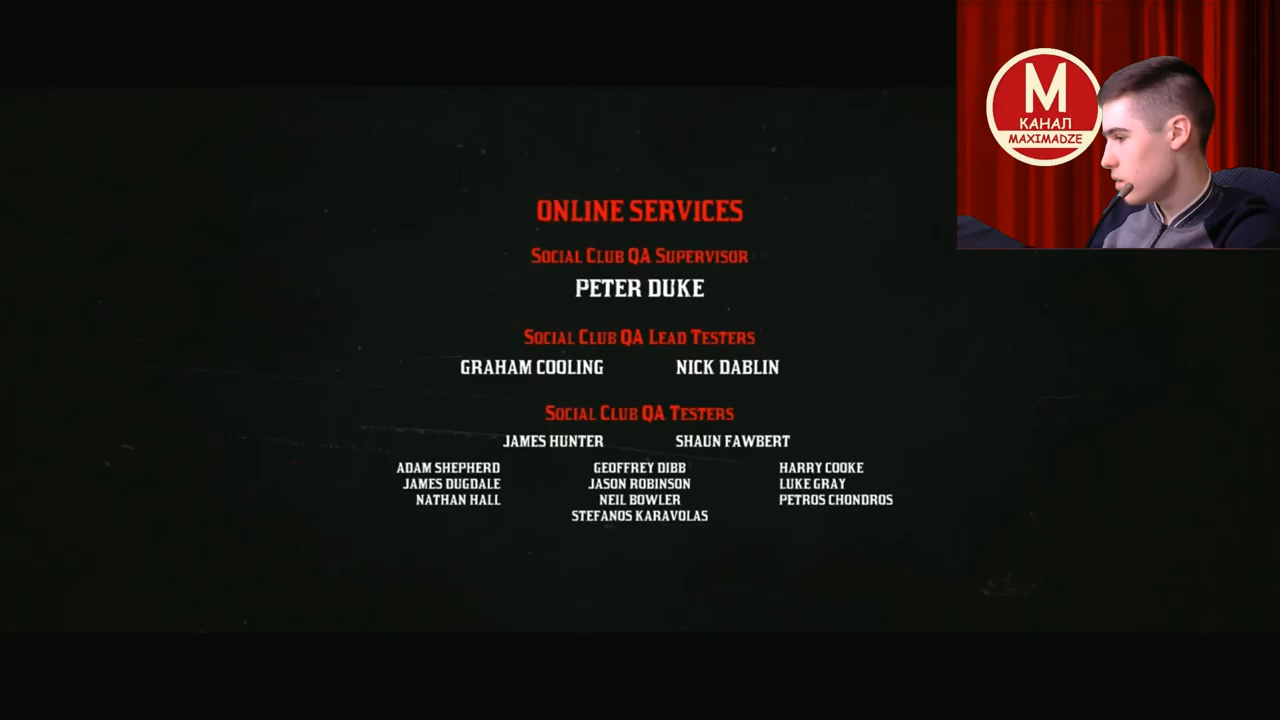 М
КАНАЛ
MAXIMADZE
ONLINE SERVICES
SOCIAL CLUB QA SUPERVISOR
PETER DUKE
SOCIAL CLUB QA LEAD TESTERS
GRAHAM COOLING NICK DABLIN
SOCIAL CLUB QA TESTERS
JAMES HUNTER SHAUN FAWBERT
ADAM SHEPHERD GEOFFREY DIBB HARRY COOKE
JAMES DUGDALE JASON ROBINSON LUKE GRAY
NATHAN HALL NEIL BOWLER PETROS CHONDROS
STEFANOS KARAVOLAS